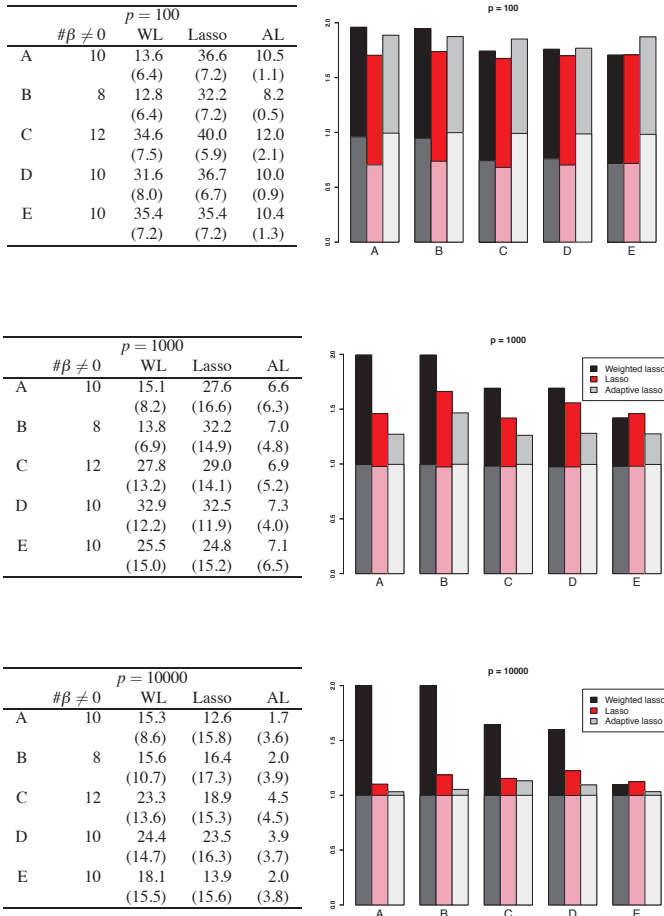 p = 100
#β ≠ 0 WL Lasso AL
A 10 13.6 36.6 10.5
(6.4) (7.2) (1.1)
B 8 12.8 32.2 8.2
(6.4) (7.2) (0.5)
C 12 34.6 40.0 12.0
(7.5) (5.9) (2.1)
D 10 31.6 36.7 10.0
(8.0) (6.7) (0.9)
E 10 35.4 35.4 10.4
(7.2) (7.2) (1.3)
p = 100
2.0
1.5
1.0
0.5
0.0
A B C D E
p = 1000
#β ≠ 0 WL Lasso AL
A 10 15.1 27.6 6.6
(8.2) (16.6) (6.3)
B 8 13.8 32.2 7.0
(6.9) (14.9) (4.8)
C 12 27.8 29.0 6.9
(13.2) (14.1) (5.2)
D 10 32.9 32.5 7.3
(12.2) (11.9) (4.0)
E 10 25.5 24.8 7.1
(15.0) (15.2) (6.5)
p = 1000
Weighted lasso
Lasso
Adaptive lasso
2.0
1.5
1.0
0.5
0.0
A B C D E
p = 10000
#β ≠ 0 WL Lasso AL
A 10 15.3 12.6 1.7
(8.6) (15.8) (3.6)
B 8 15.6 16.4 2.0
(10.7) (17.3) (3.9)
C 12 23.3 18.9 4.5
(13.6) (15.3) (4.5)
D 10 24.4 23.5 3.9
(14.7) (16.3) (3.7)
E 10 18.1 13.9 2.0
(15.5) (15.6) (3.8)
p = 10000
Weighted lasso
Lasso
Adaptive lasso
2.0
1.5
1.0
0.5
0.0
A B C D E